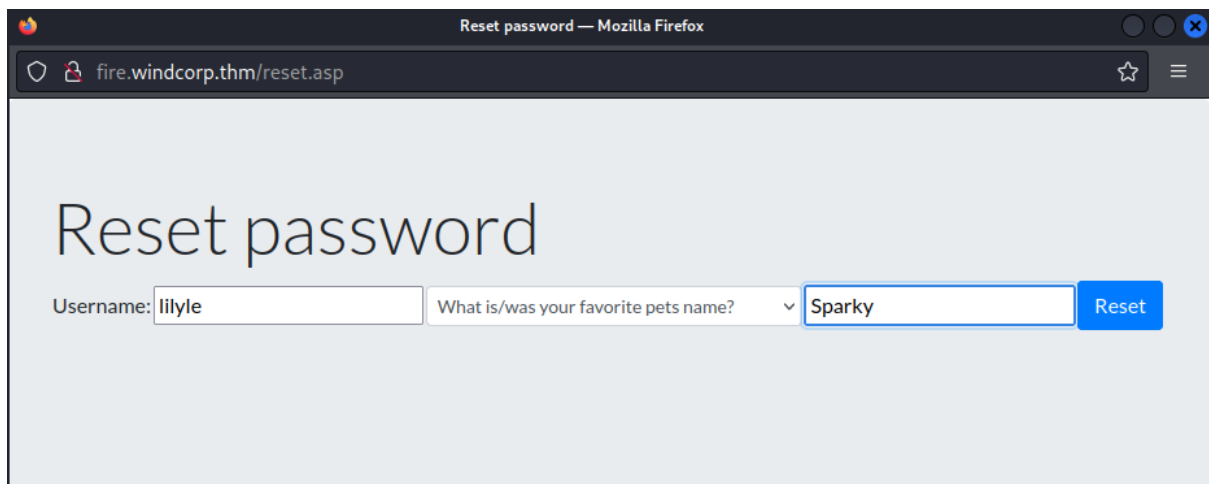 Reset password — Mozilla Firefox
fire.windcorp.thm/reset.asp
Reset password
Username: lilyle What is/was your favorite pets name? Sparky Reset